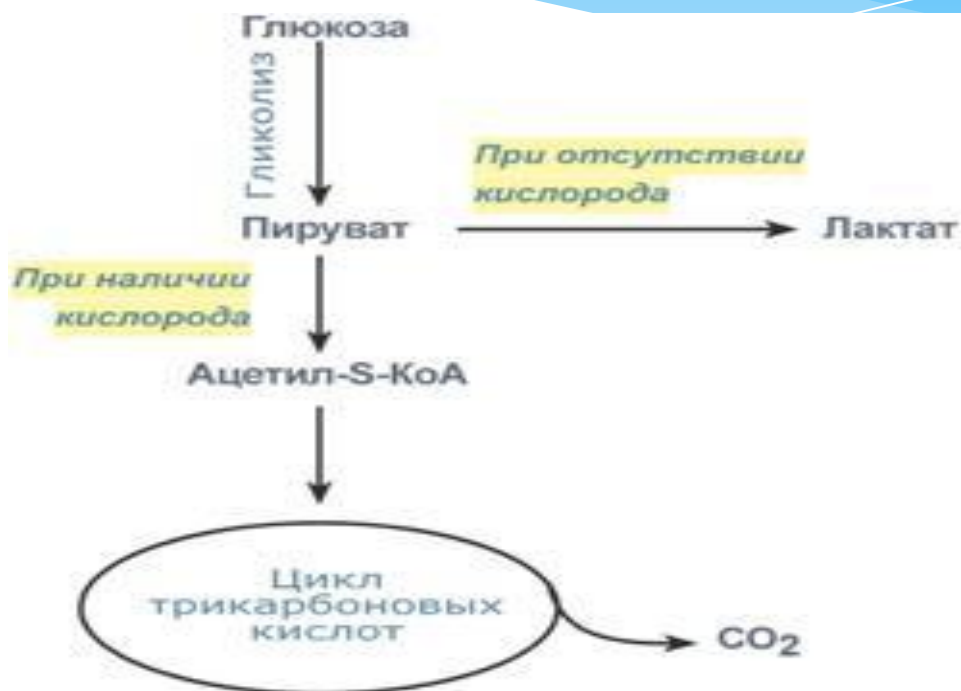 Глюкоза
Гликолиз
При отсутствии
кислорода
Пируват
Лактат
При наличии
кислорода
Ацетил-S-КоА
Цикл
трикарбоновых
кислот
CO2